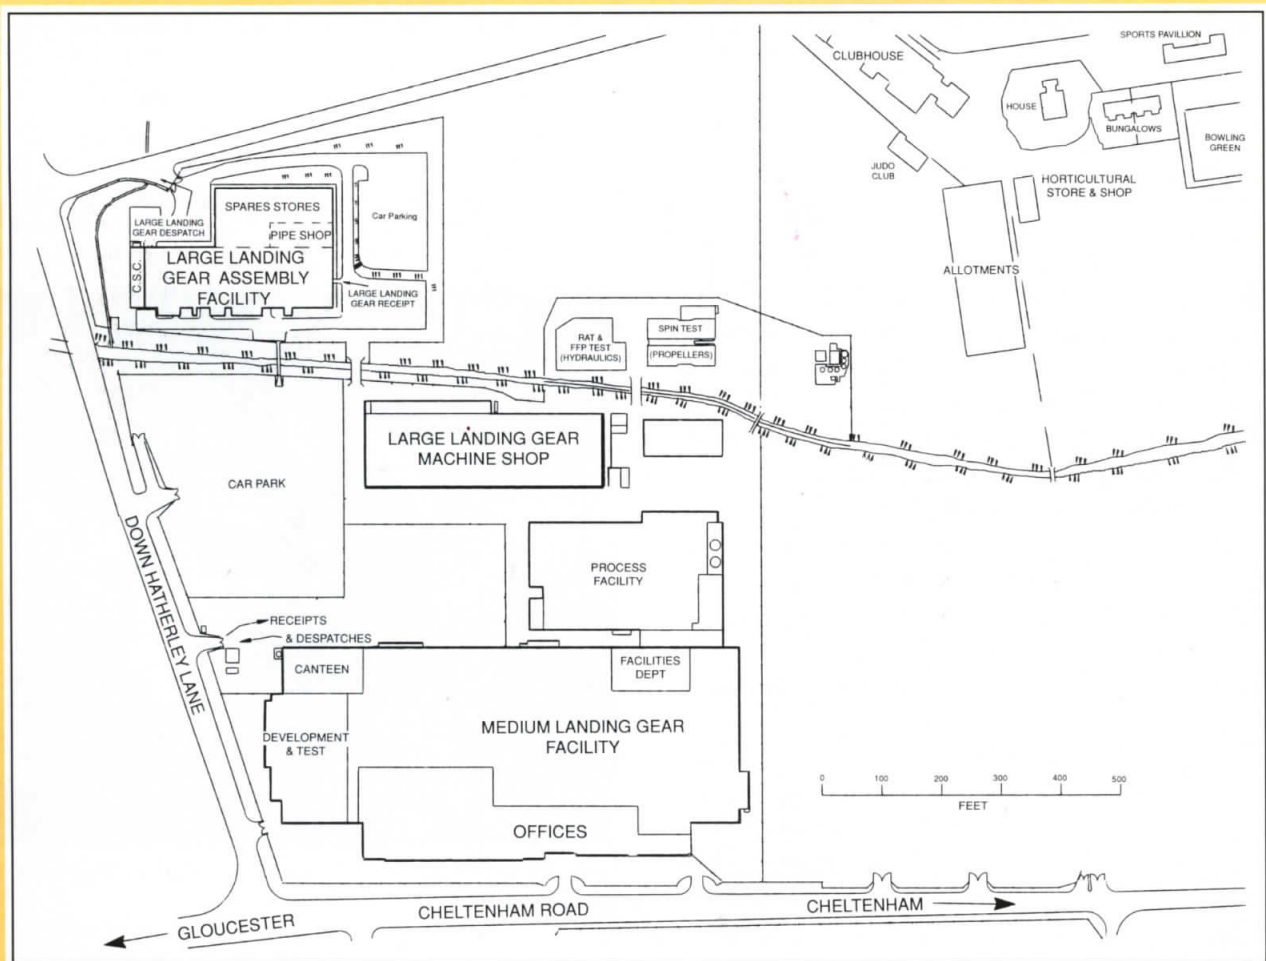 SPORTS PAVILLION
CLUBHOUSE
HOUSE
BUNGALOWS
BOWLING
GREEN
JUDO
CLUB
HORTICULTURAL
STORE & SHOP
ALLOTMENTS
SPARES STORES
Car Parking
LARGE LANDING
GEAR DESPATCH
PIPE SHOP
C.S.C.
LARGE LANDING
GEAR ASSEMBLY
FACILITY
LARGE LANDING
GEAR RECEIPT
RAT &
FFP TEST
(HYDRAULICS)
SPIN TEST
(PROPELLERS)
LARGE LANDING GEAR
MACHINE SHOP
CAR PARK
DOWN HATHERLEY LANE
PROCESS
FACILITY
RECEIPTS
& DESPATCHES
CANTEEN
FACILITIES
DEPT
DEVELOPMENT
& TEST
MEDIUM LANDING GEAR
FACILITY
OFFICES
0 100 200 300 400 500
FEET
GLOUCESTER
CHELTENHAM ROAD
CHELTENHAM